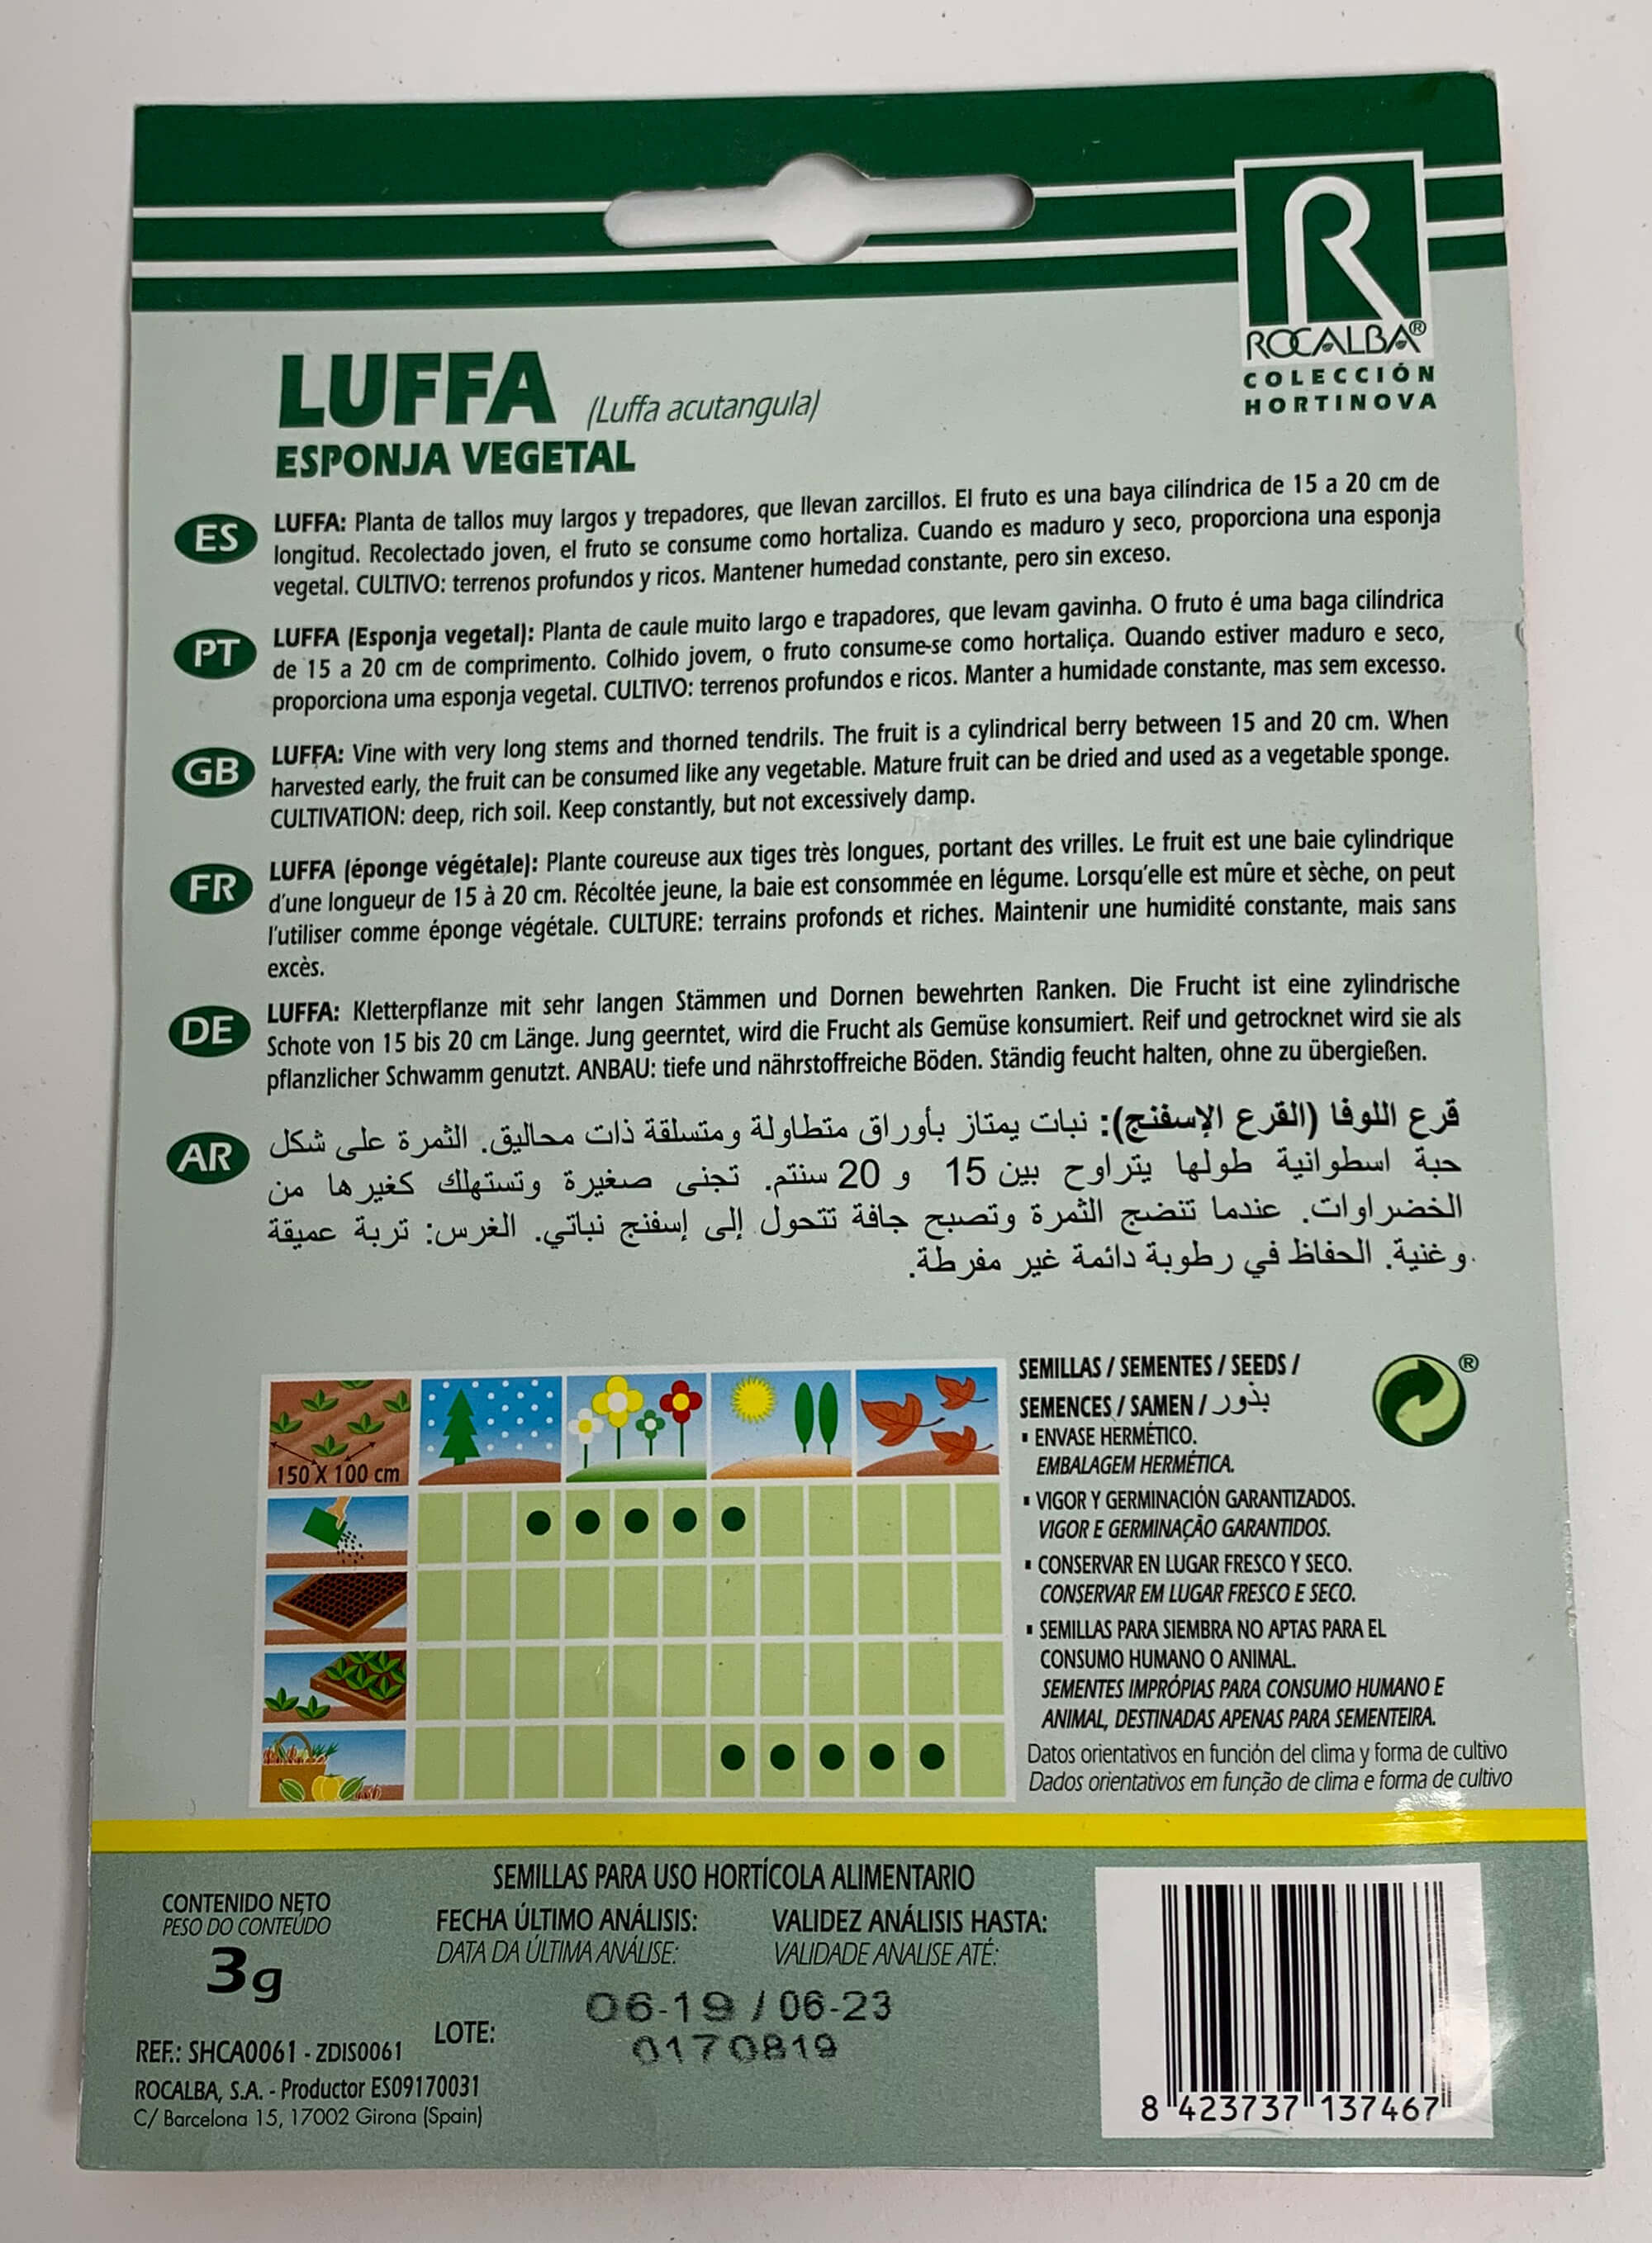 ROCALBA®
COLECCIÓN
HORTINOVA
LUFFA (Luffa acutangula)
ESPONJA VEGETAL
ES
LUFFA: Planta de tallos muy largos y trepadores, que llevan zarcillos. El fruto es una baya cilíndrica de 15 a 20 cm de
longitud. Recolectado joven, el fruto se consume como hortaliza. Cuando es maduro y seco, proporciona una esponja
vegetal. CULTIVO: terrenos profundos y ricos. Mantener humedad constante, pero sin exceso.
PT
LUFFA (Esponja vegetal): Planta de caule muito largo e trapadores, que levam gavinha. O fruto é uma baga cilíndrica
de 15 a 20 cm de comprimento. Colhido jovem, o fruto consume-se como hortaliça. Quando estiver maduro e seco,
proporciona uma esponja vegetal. CULTIVO: terrenos profundos e ricos. Manter a humidade constante, mas sem excesso.
GB
LUFFA: Vine with very long stems and thorned tendrils. The fruit is a cylindrical berry between 15 and 20 cm. When
harvested early, the fruit can be consumed like any vegetable. Mature fruit can be dried and used as a vegetable sponge.
CULTIVATION: deep, rich soil. Keep constantly, but not excessively damp.
FR
LUFFA (éponge végétale): Plante coureuse aux tiges très longues, portant des vrilles. Le fruit est une baie cylindrique
d'une longueur de 15 à 20 cm. Récoltée jeune, la baie est consommée en légume. Lorsqu'elle est mûre et sèche, on peut
l'utiliser comme éponge végétale. CULTURE: terrains profonds et riches. Maintenir une humidité constante, mais sans
excès.
DE
LUFFA: Kletterpflanze mit sehr langen Stämmen und Dornen bewehrten Ranken. Die Frucht ist eine zylindrische
Schote von 15 bis 20 cm Länge. Jung geerntet, wird die Frucht als Gemüse konsumiert. Reif und getrocknet wird sie als
pflanzlicher Schwamm genutzt. ANBAU: tiefe und nährstoffreiche Böden. Ständig feucht halten, ohne zu übergießen.
AR
قرع اللوفا (القرع الإسفنج): نبات يمتاز بأوراق متطاولة ومتسلقة ذات محاليق. الثمرة على شكل
حبة اسطوانية طولها يتراوح بين 15 و 20 سنتم. تجنى صغيرة وتستهلك كغيرها من
الخضراوات. عندما تنضج الثمرة وتصبح جافة تتحول إلى إسفنج نباتي. الغرس: تربة عميقة
وغنية. الحفاظ في رطوبة دائمة غير مفرطة.
150 X 100 cm
SEMILLAS / SEMENTES / SEEDS /
SEMENCES / SAMEN / بذور
®
▪ ENVASE HERMÉTICO.
EMBALAGEM HERMÉTICA.
▪ VIGOR Y GERMINACIÓN GARANTIZADOS.
VIGOR E GERMINAÇÃO GARANTIDOS.
▪ CONSERVAR EN LUGAR FRESCO Y SECO.
CONSERVAR EM LUGAR FRESCO E SECO.
▪ SEMILLAS PARA SIEMBRA NO APTAS PARA EL
CONSUMO HUMANO O ANIMAL.
SEMENTES IMPRÓPIAS PARA CONSUMO HUMANO E
ANIMAL, DESTINADAS APENAS PARA SEMENTEIRA.
Datos orientativos en función del clima y forma de cultivo
Dados orientativos em função de clima e forma de cultivo
SEMILLAS PARA USO HORTÍCOLA ALIMENTARIO
CONTENIDO NETO
PESO DO CONTEÚDO
3g
FECHA ÚLTIMO ANÁLISIS:
DATA DA ÚLTIMA ANÁLISE:
VALIDEZ ANÁLISIS HASTA:
VALIDADE ANALISE ATÉ:
06-19 / 06-23
LOTE: 0170819
REF.: SHCA0061 - ZDIS0061
ROCALBA, S.A. - Productor ES09170031
C/ Barcelona 15, 17002 Girona (Spain)
8 423737 137467